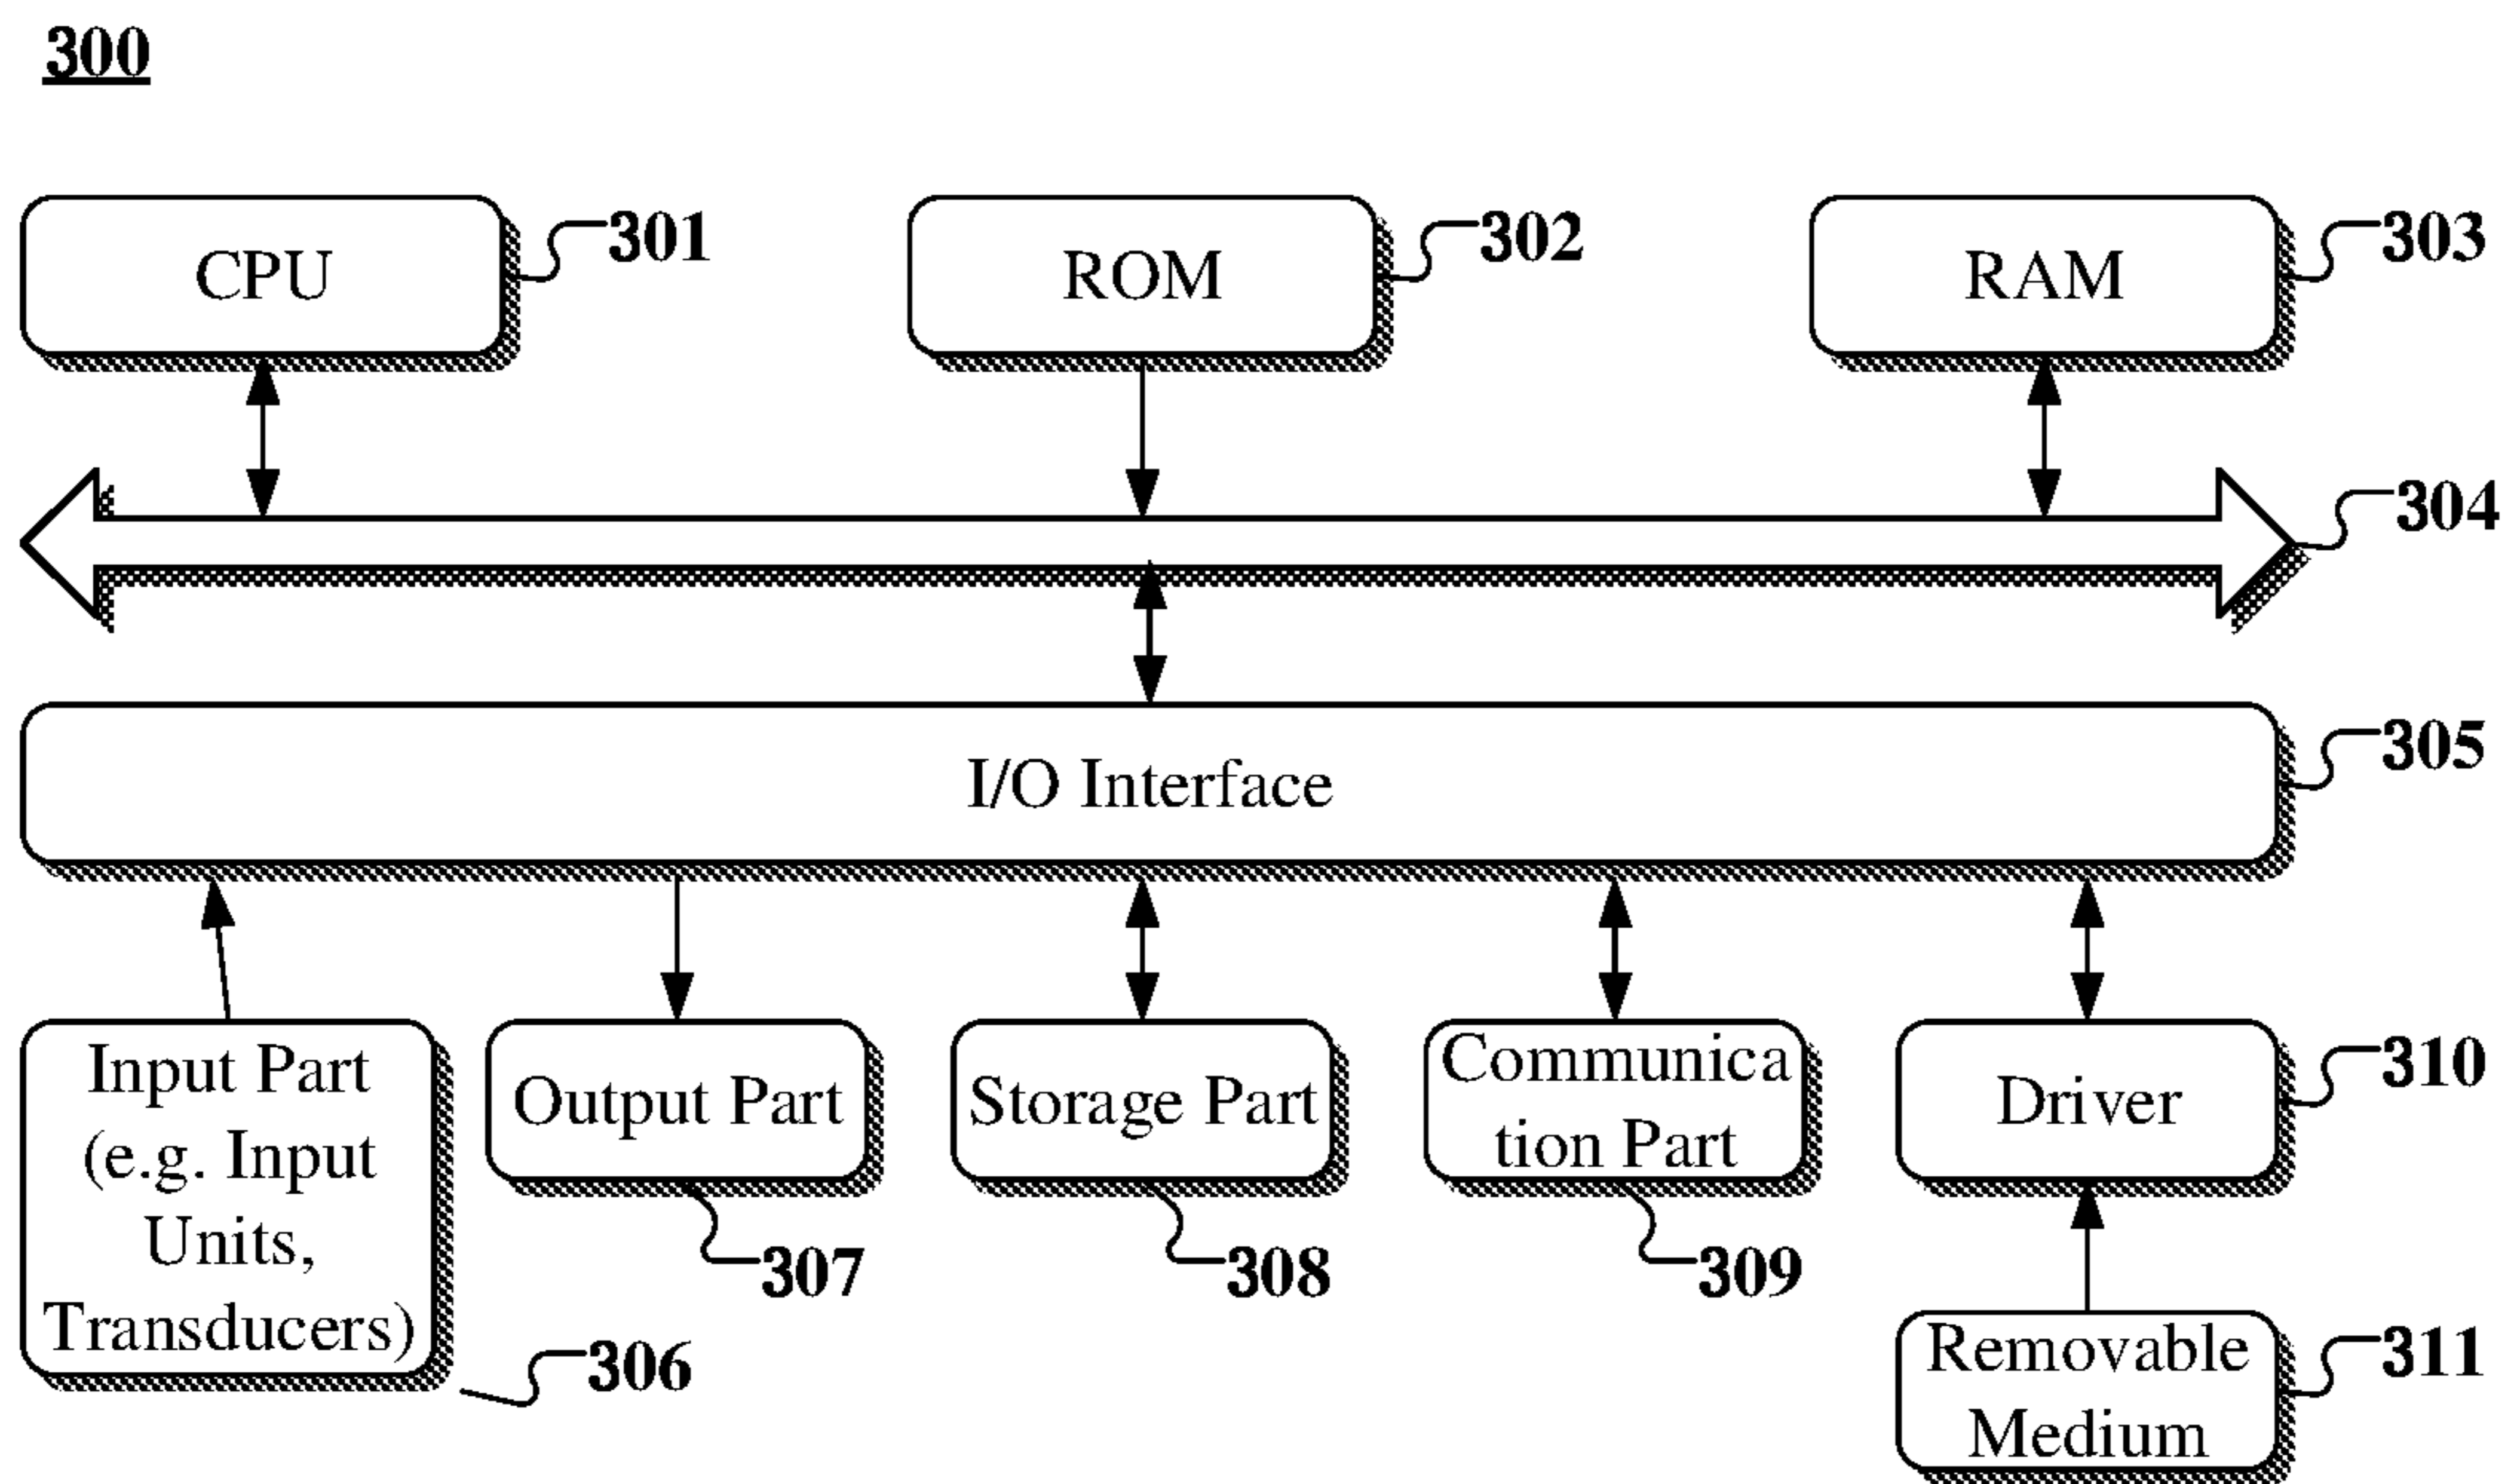 300
CPU
301
ROM
302
RAM
303
304
I/O Interface
305
Input Part
(e.g. Input
Units,
Transducers)
306
Output Part
307
Storage Part
308
Communica
tion Part
309
Driver
310
Removable
Medium
311